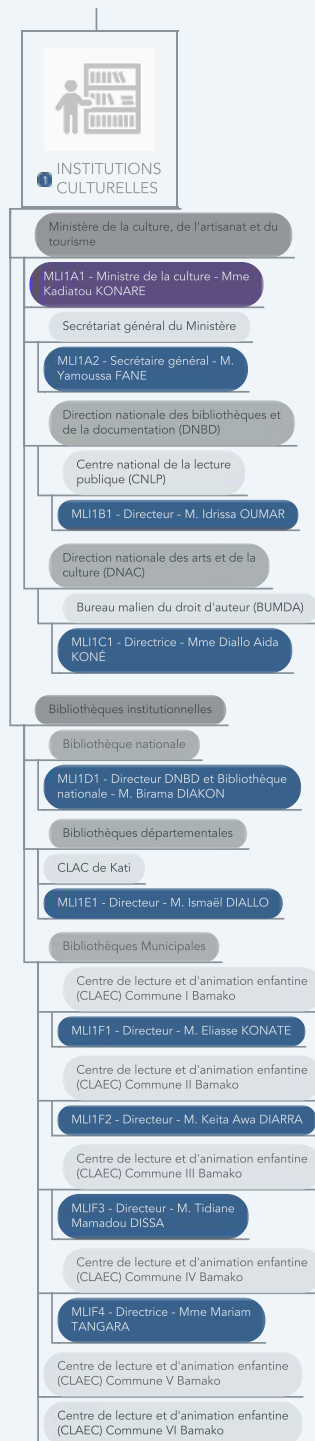 1 INSTITUTIONS
CULTURELLES
Ministère de la culture, de l'artisanat et du
tourisme
MLI1A1 - Ministre de la culture - Mme
Kadiatou KONARE
Secrétariat général du Ministère
MLI1A2 - Secrétaire général - M.
Yamoussa FANE
Direction nationale des bibliothèques et
de la documentation (DNBD)
Centre national de la lecture
publique (CNLP)
MLI1B1 - Directeur - M. Idrissa OUMAR
Direction nationale des arts et de la
culture (DNAC)
Bureau malien du droit d'auteur (BUMDA)
MLI1C1 - Directrice - Mme Diallo Aida
KONÉ
Bibliothèques institutionnelles
Bibliothèque nationale
MLI1D1 - Directeur DNBD et Bibliothèque
nationale - M. Birama DIAKON
Bibliothèques départementales
CLAC de Kati
MLI1E1 - Directeur - M. Ismaël DIALLO
Bibliothèques Municipales
Centre de lecture et d'animation enfantine
(CLAEC) Commune I Bamako
MLI1F1 - Directeur - M. Eliasse KONATE
Centre de lecture et d'animation enfantine
(CLAEC) Commune II Bamako
MLI1F2 - Directeur - M. Keita Awa DIARRA
Centre de lecture et d'animation enfantine
(CLAEC) Commune III Bamako
MLIF3 - Directeur - M. Tidiane
Mamadou DISSA
Centre de lecture et d'animation enfantine
(CLAEC) Commune IV Bamako
MLIF4 - Directrice - Mme Mariam
TANGARA
Centre de lecture et d'animation enfantine
(CLAEC) Commune V Bamako
Centre de lecture et d'animation enfantine
(CLAEC) Commune VI Bamako